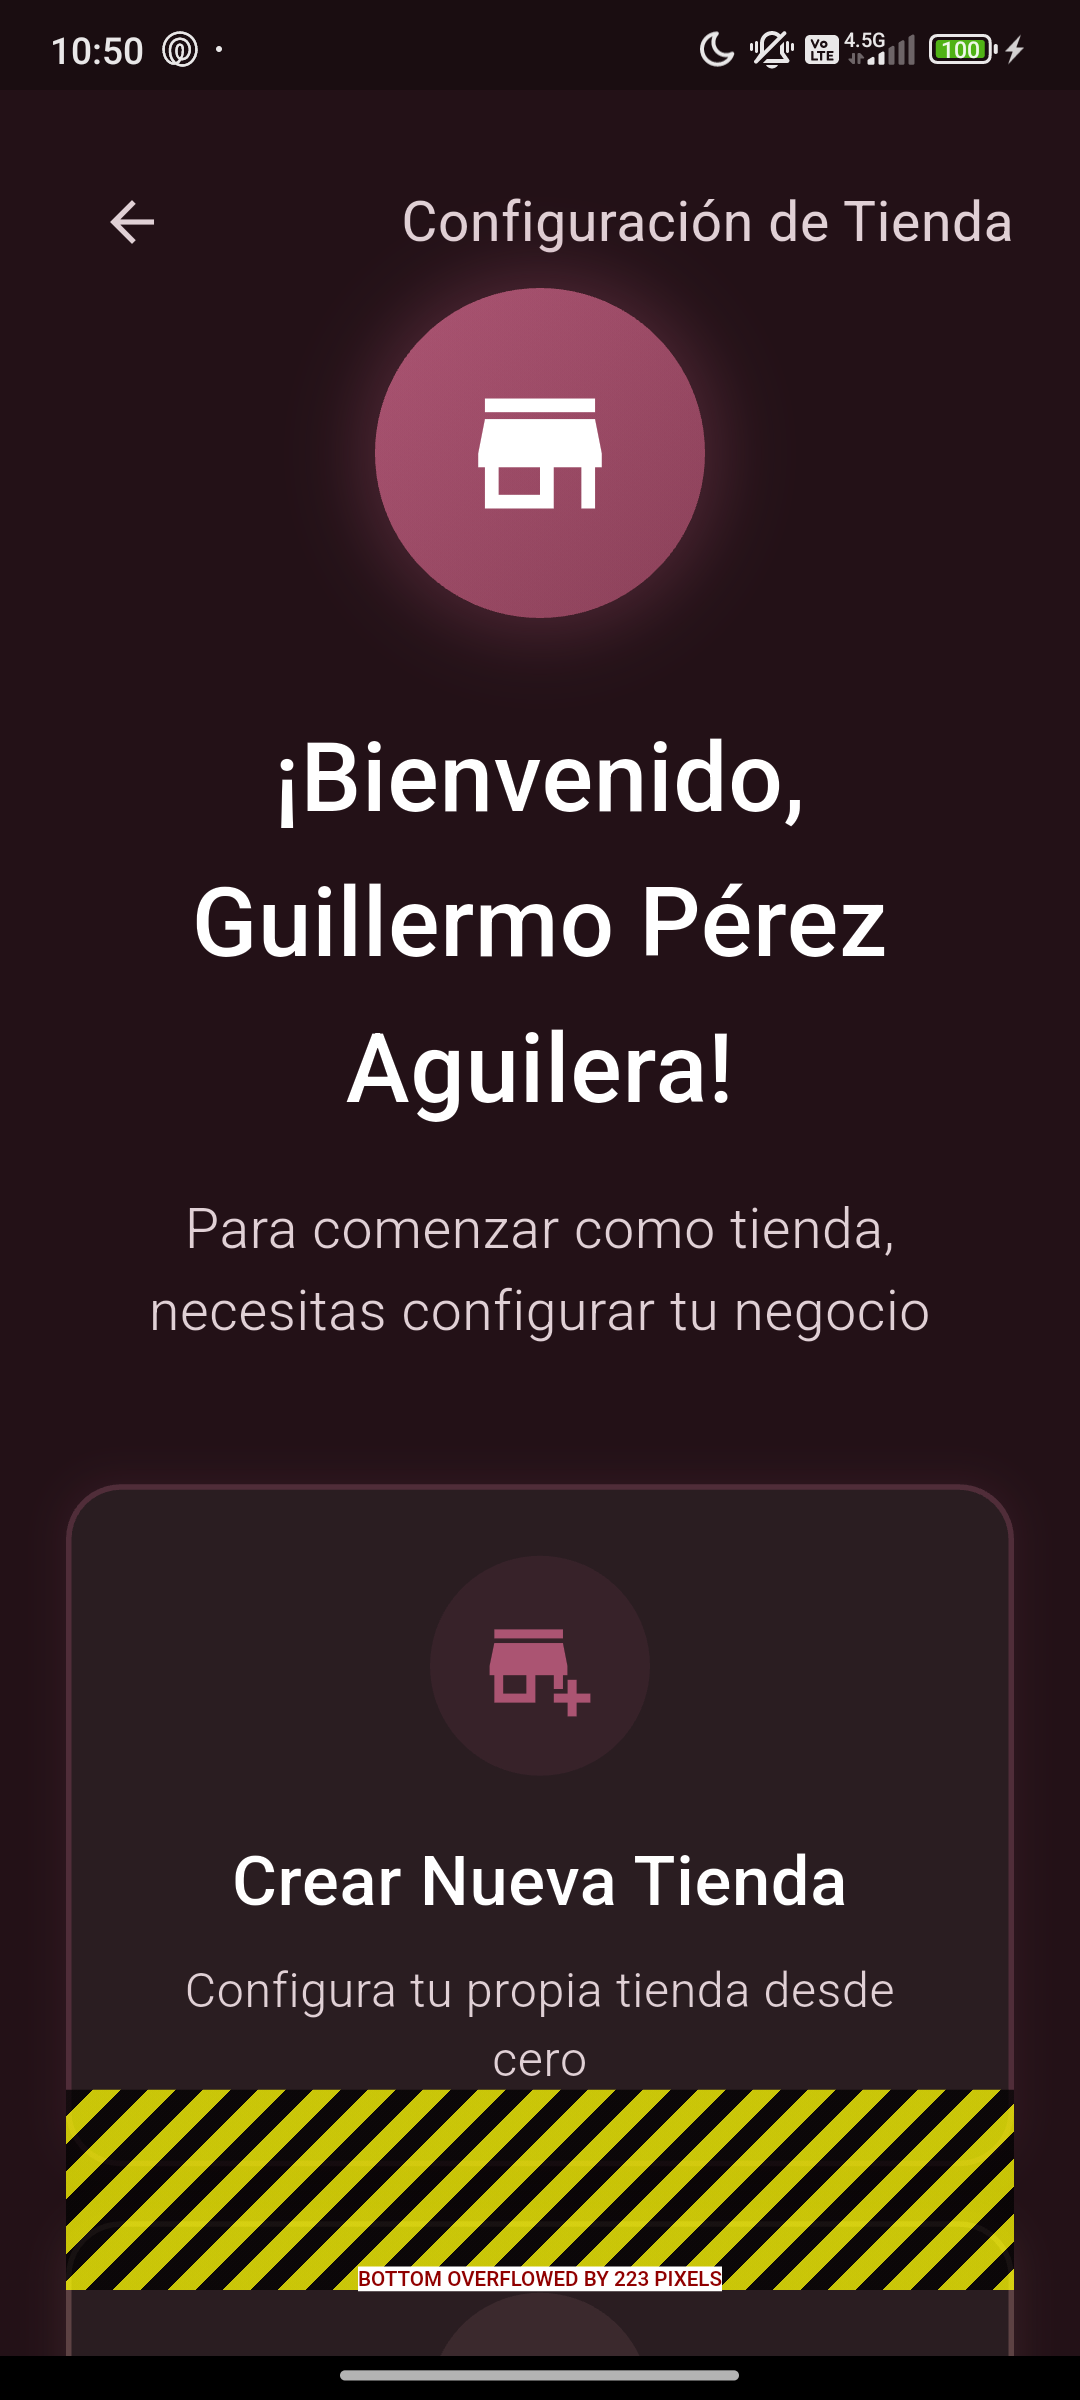 10:50
Vo LTE
4.5G
100
Configuración de Tienda
¡Bienvenido,
Guillermo Pérez
Aguilera!
Para comenzar como tienda,
necesitas configurar tu negocio
Crear Nueva Tienda
Configura tu propia tienda desde
cero
BOTTOM OVERFLOWED BY 223 PIXELS